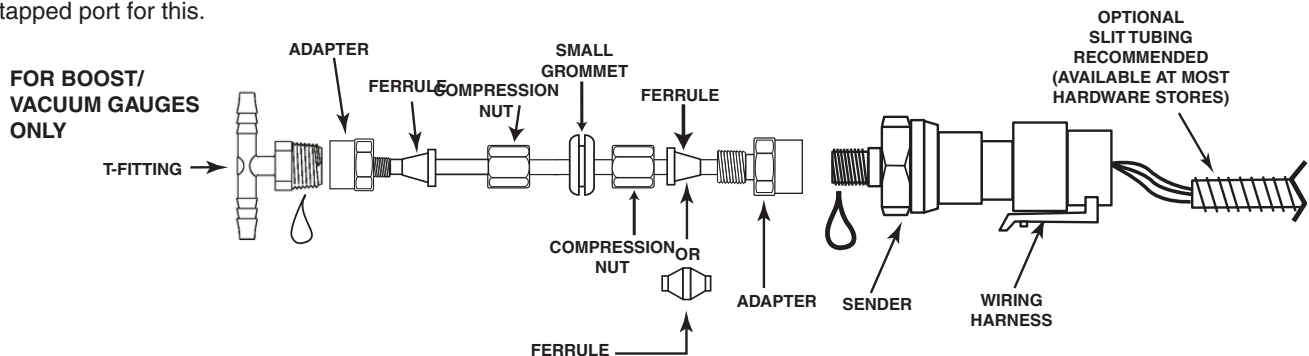 tapped port for this.
FOR BOOST/
VACUUM GAUGES
ONLY
T-FITTING
ADAPTER
FERRULE
COMPRESSION
NUT
SMALL
GROMMET
FERRULE
COMPRESSION
NUT
OR
FERRULE
ADAPTER
SENDER
WIRING
HARNESS
OPTIONAL
SLIT TUBING
RECOMMENDED
(AVAILABLE AT MOST
HARDWARE STORES)